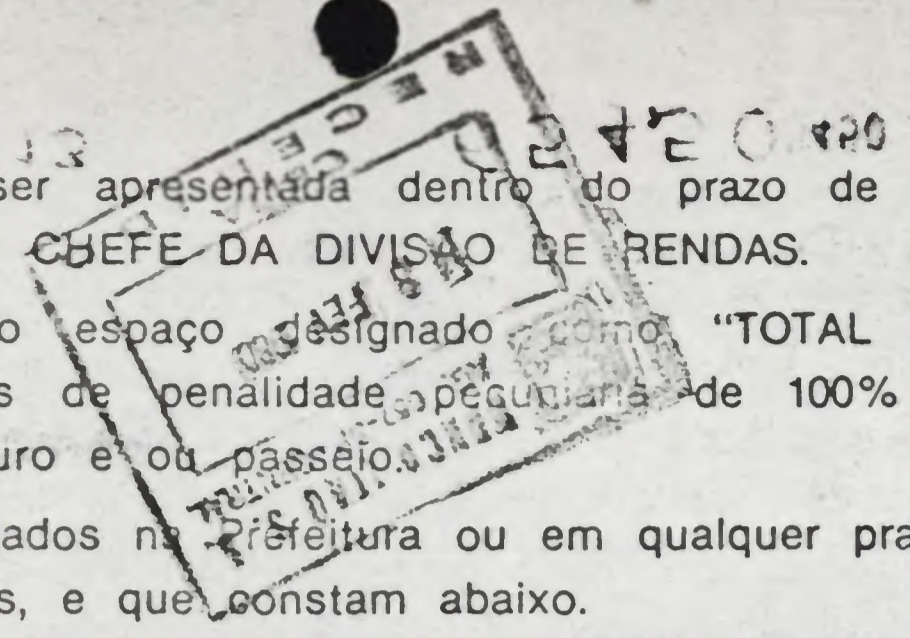 ser apresentada dentro do prazo de
CHEFE DA DIVISÃO DE RENDAS.
o espaço designado como "TOTAL
s de penalidade pecuniária de 100%
uro e ou passeio.
ados na Prefeitura ou em qualquer pra
s, e que constam abaixo.